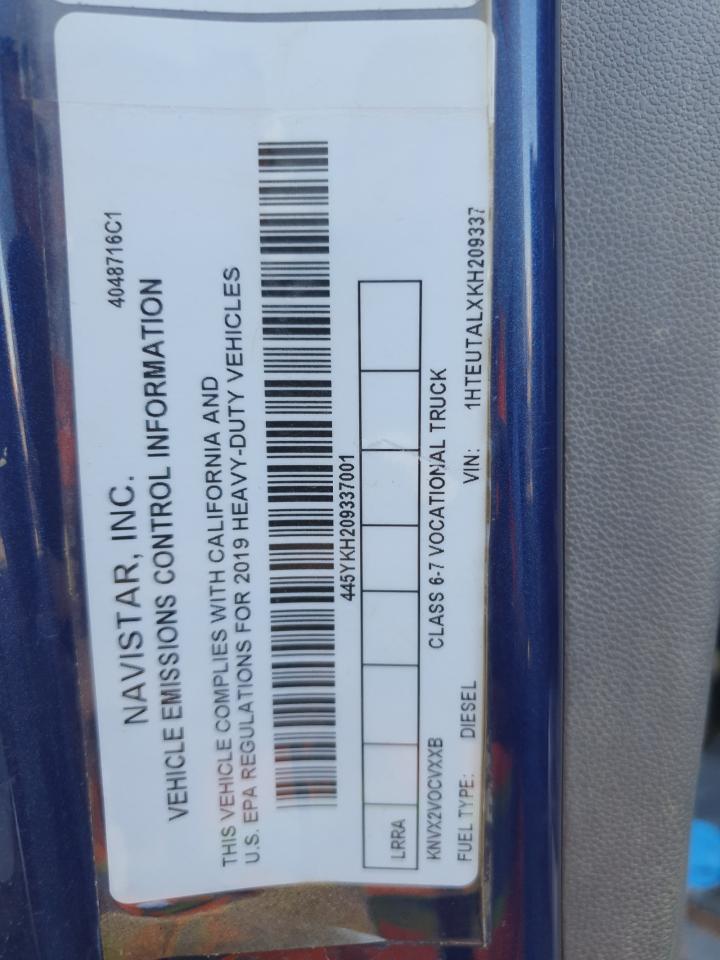 4048716C1
NAVISTAR, INC.
VEHICLE EMISSIONS CONTROL INFORMATION
THIS VEHICLE COMPLIES WITH CALIFORNIA AND
U.S. EPA REGULATIONS FOR 2019 HEAVY-DUTY VEHICLES
445YKH209337001
LRRA
KNVX2VOCVXXB CLASS 6-7 VOCATIONAL TRUCK
FUEL TYPE: DIESEL VIN: 1HTEUTALXKH209337